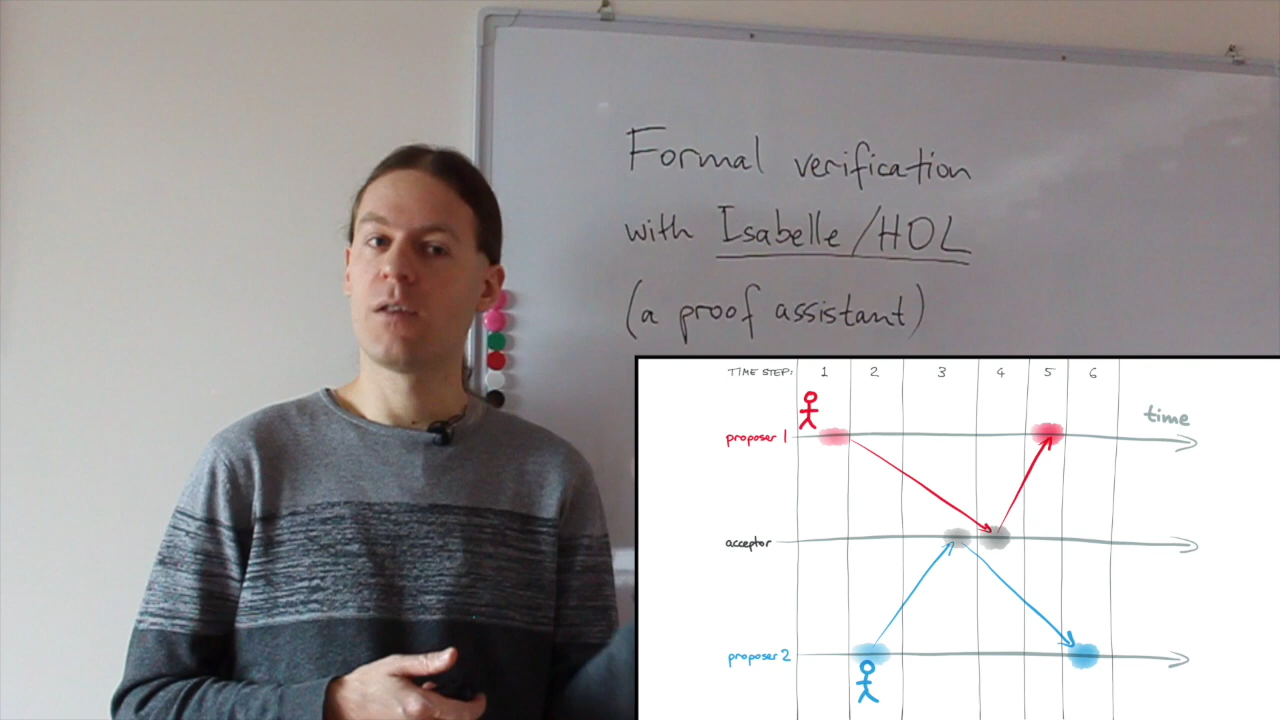 Formal verification
with Isabelle/HOL
(a proof assistant)
TIME STEP: 1 2 3 4 5 6
time
proposer 1
acceptor
proposer 2